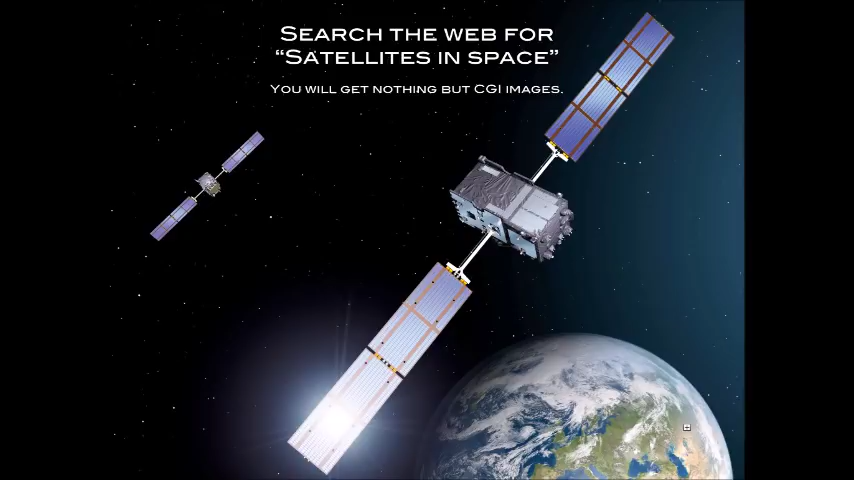 Search the web for
“Satellites in space”
You will get nothing but CGI images.